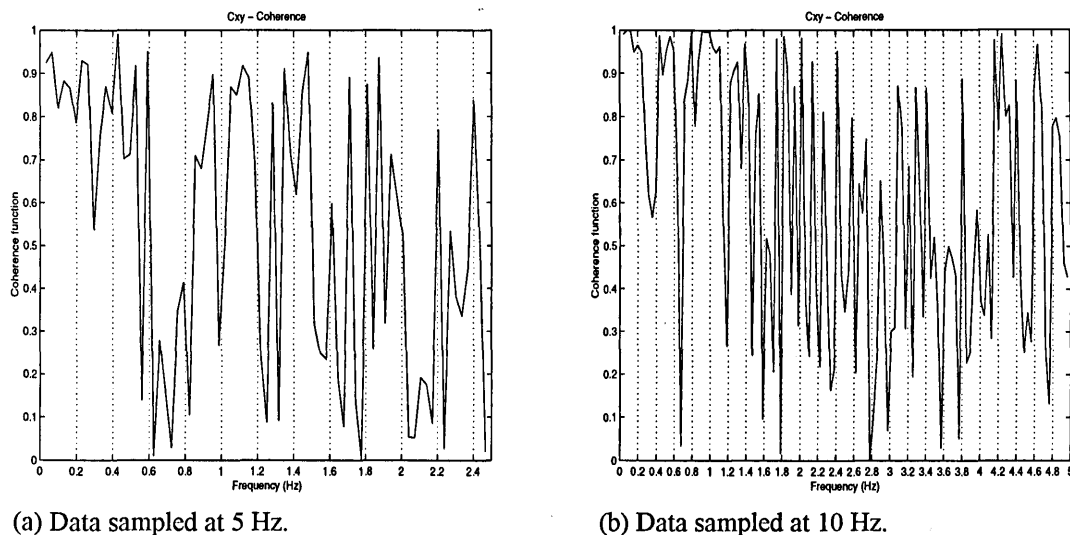 Cxy – Coherence
Coherence function
1
0.9
0.8
0.7
0.6
0.5
0.4
0.3
0.2
0.1
0
0 0.2 0.4 0.6 0.8 1 1.2 1.4 1.6 1.8 2 2.2 2.4
Frequency (Hz)
(a) Data sampled at 5 Hz.
Cxy – Coherence
Coherence function
1
0.9
0.8
0.7
0.6
0.5
0.4
0.3
0.2
0.1
0
0 0.2 0.4 0.6 0.8 1 1.2 1.4 1.6 1.8 2 2.2 2.4 2.6 2.8 3 3.2 3.4 3.6 3.8 4 4.2 4.4 4.6 4.8 5
Frequency (Hz)
(b) Data sampled at 10 Hz.